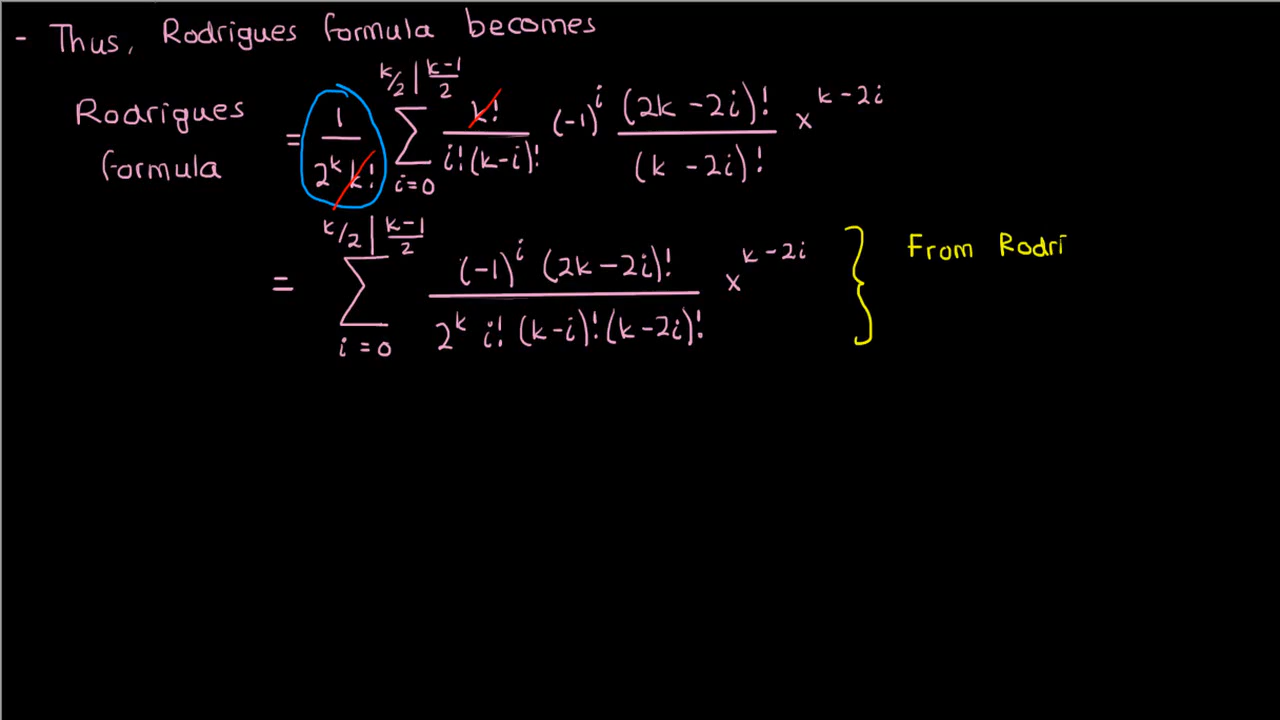 - Thus, Rodrigues formula becomes
Rodrigues formula = 1/(2^k k!) ∑_{i=0}^{k/2 | (k-1)/2} k!/(i!(k-i)!) (-1)^i (2k-2i)!/(k-2i)! x^{k-2i}
= ∑_{i=0}^{k/2 | (k-1)/2} (-1)^i (2k-2i)!/(2^k i! (k-i)! (k-2i)!) x^{k-2i} } From Rodri